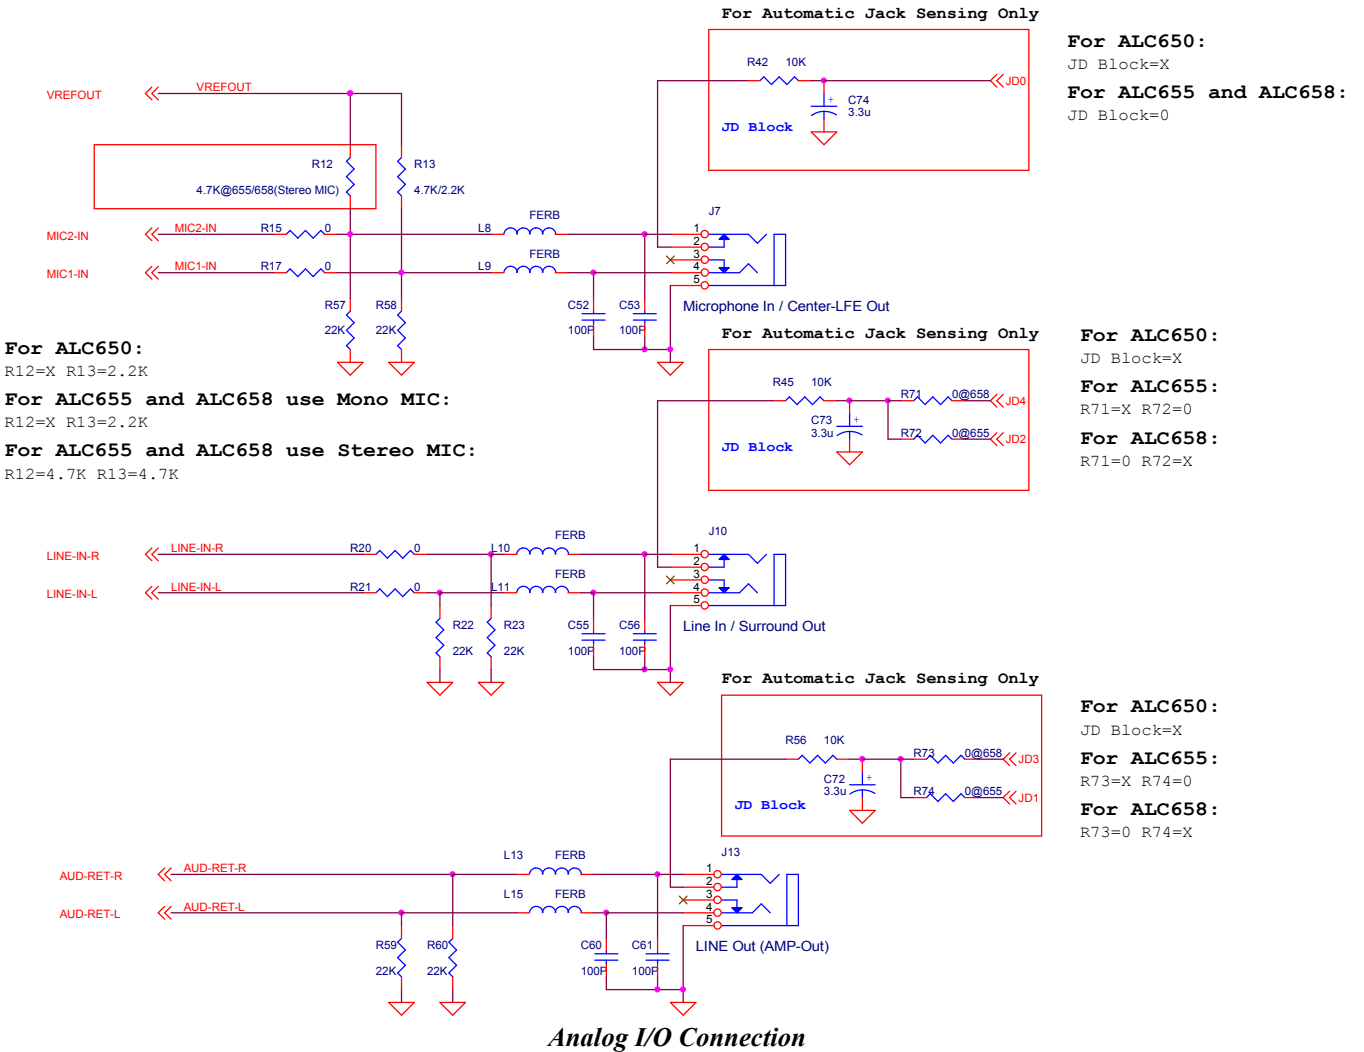 For Automatic Jack Sensing Only
For ALC650:
JD Block=X
For ALC655 and ALC658:
JD Block=0
R42 10K
JD0
C74
3.3u
+
JD Block
VREFOUT
VREFOUT
R12
4.7K@655/658(Stereo MIC)
R13
4.7K/2.2K
MIC2-IN
MIC2-IN
R15 0
L8
FERB
MIC1-IN
MIC1-IN
R17 0
L9
FERB
J7
1
2
3
4
5
R57
22K
R58
22K
C52
100P
C53
100P
Microphone In / Center-LFE Out
For ALC650:
R12=X R13=2.2K
For ALC655 and ALC658 use Mono MIC:
R12=X R13=2.2K
For ALC655 and ALC658 use Stereo MIC:
R12=4.7K R13=4.7K
For Automatic Jack Sensing Only
R45 10K
C73
3.3u
+
R71 0@658
JD4
R72 0@655
JD2
JD Block
For ALC650:
JD Block=X
For ALC655:
R71=X R72=0
For ALC658:
R71=0 R72=X
LINE-IN-R
LINE-IN-R
R20 0
L10
FERB
LINE-IN-L
LINE-IN-L
R21 0
L11
FERB
J10
1
2
3
4
5
R22
22K
R23
22K
C55
100P
C56
100P
Line In / Surround Out
For Automatic Jack Sensing Only
R56 10K
C72
3.3u
+
R73 0@658
JD3
R74 0@655
JD1
JD Block
For ALC650:
JD Block=X
For ALC655:
R73=X R74=0
For ALC658:
R73=0 R74=X
AUD-RET-R
AUD-RET-R
L13 FERB
AUD-RET-L
AUD-RET-L
L15 FERB
J13
1
2
3
4
5
R59
22K
R60
22K
C60
100P
C61
100P
LINE Out (AMP-Out)
Analog I/O Connection